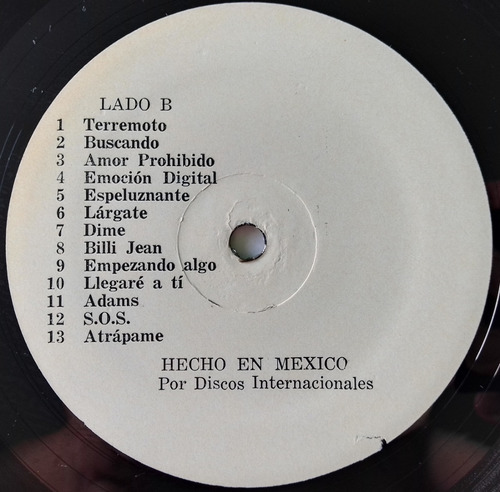 LADO B
1 Terremoto
2 Buscando
3 Amor Prohibido
4 Emoción Digital
5 Espeluznante
6 Lárgate
7 Dime
8 Billi Jean
9 Empezando algo
10 Llegaré a tí
11 Adams
12 S.O.S.
13 Atrápame
HECHO EN MEXICO
Por Discos Internacionales